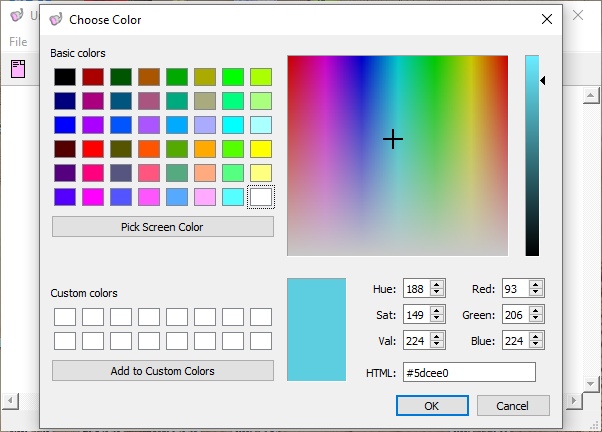 Choose Color
File
Basic colors
Pick Screen Color
Custom colors
Add to Custom Colors
Hue: 188 Red: 93
Sat: 149 Green: 206
Val: 224 Blue: 224
HTML: #5dcee0
OK Cancel